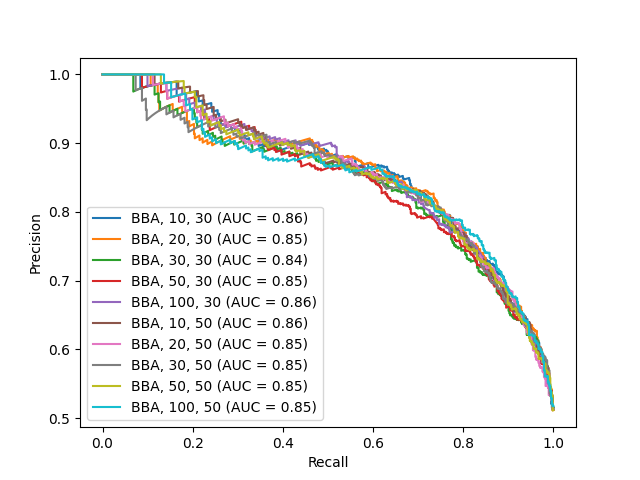 1.0
0.9
0.8
0.7
0.6
0.5
Precision
BBA, 10, 30 (AUC = 0.86)
BBA, 20, 30 (AUC = 0.85)
BBA, 30, 30 (AUC = 0.84)
BBA, 50, 30 (AUC = 0.85)
BBA, 100, 30 (AUC = 0.86)
BBA, 10, 50 (AUC = 0.86)
BBA, 20, 50 (AUC = 0.85)
BBA, 30, 50 (AUC = 0.85)
BBA, 50, 50 (AUC = 0.85)
BBA, 100, 50 (AUC = 0.85)
0.0 0.2 0.4 0.6 0.8 1.0
Recall